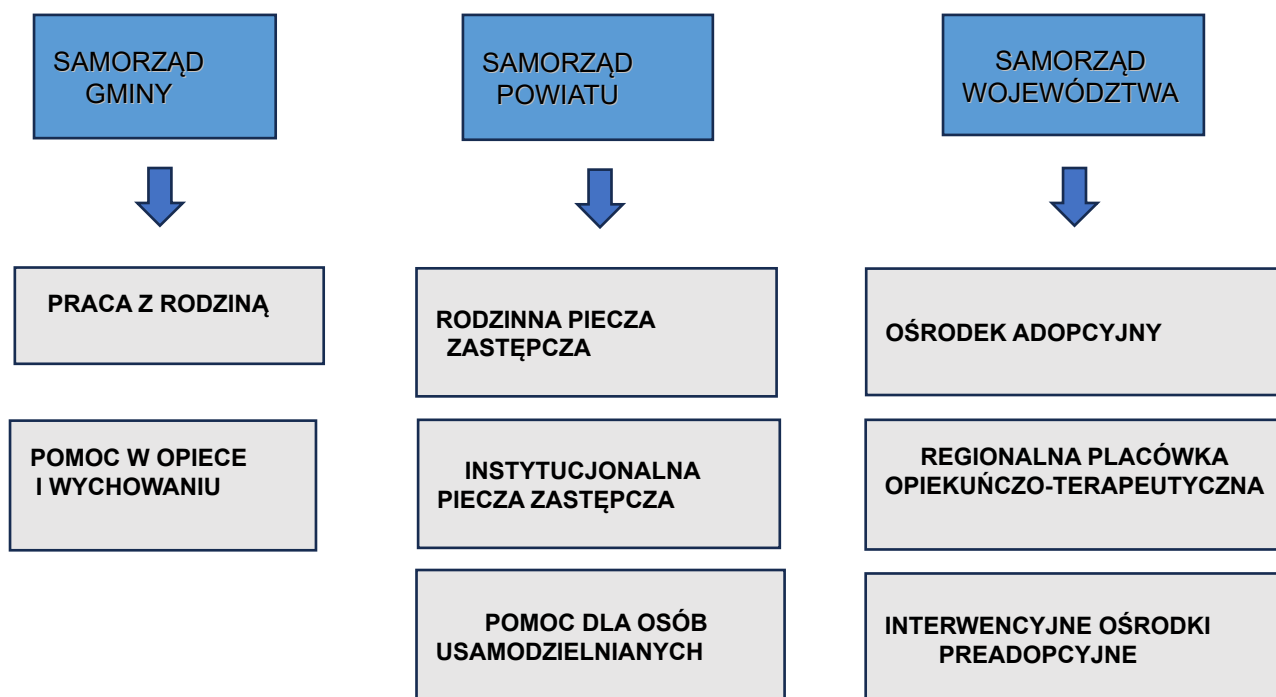 SAMORZĄD
GMINY
SAMORZĄD
POWIATU
SAMORZĄD
WOJEWÓDZTWA
PRACA Z RODZINĄ
POMOC W OPIECE
I WYCHOWANIU
RODZINNA PIECZA
ZASTĘPCZA
INSTYTUCJONALNA
PIECZA ZASTĘPCZA
POMOC DLA OSÓB
USAMODZIELNIANYCH
OŚRODEK ADOPCYJNY
REGIONALNA PLACÓWKA
OPIEKUŃCZO-TERAPEUTYCZNA
INTERWENCYJNE OŚRODKI
PREADOPCYJNE